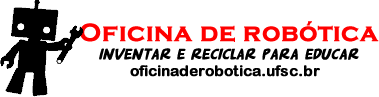 OFICINA DE ROBÓTICA
INVENTAR E RECICLAR PARA EDUCAR
oficinaderobotica.ufsc.br